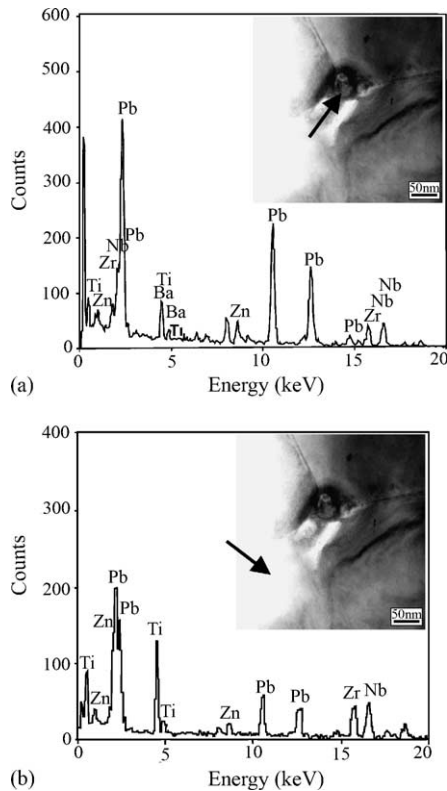 600
500
400
300
200
100
0
Counts
Pb
Nb Pb
Zr
Ti
Zn
Ti
Ba
Ba
Ti
Zn
Pb
Pb
Pb
Nb
Nb
Zr
50nm
0 5 10 15 20
(a) Energy (keV)
400
300
200
100
0
Counts
Pb
Zn Pb
Ti
Zn
Ti
Ti
Zn
Pb
Pb
Zr Nb
50nm
0 5 10 15 20
(b) Energy (keV)